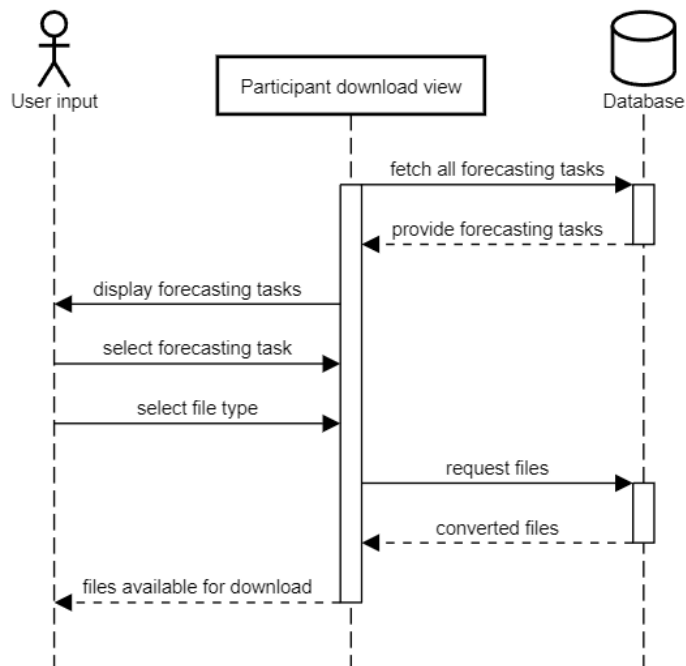 User input
Participant download view
Database
fetch all forecasting tasks
provide forecasting tasks
display forecasting tasks
select forecasting task
select file type
request files
converted files
files available for download